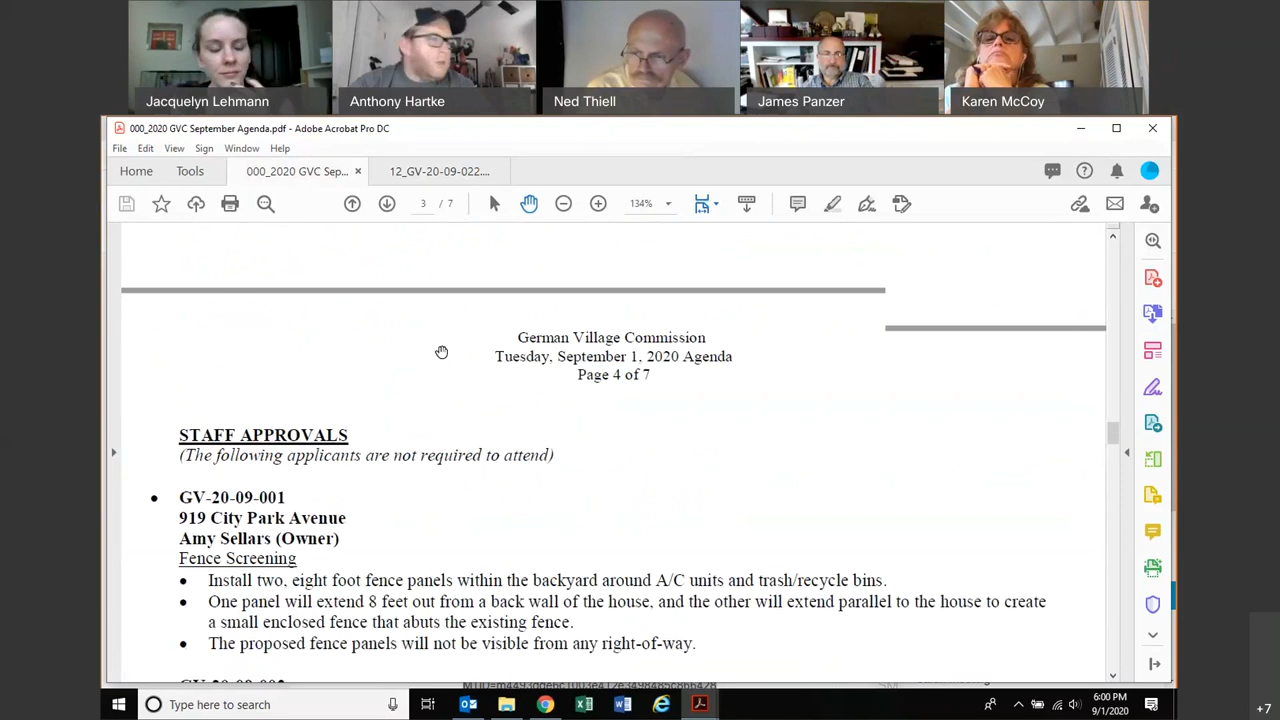 Jacquelyn Lehmann
Anthony Hartke
Ned Thiell
James Panzer
Karen McCoy
000_2020 GVC September Agenda.pdf - Adobe Acrobat Pro DC
File Edit View Sign Window Help
Home Tools 000_2020 GVC Sep... × 12_GV-20-09-022....
3 / 7 134%
German Village Commission
Tuesday, September 1, 2020 Agenda
Page 4 of 7
STAFF APPROVALS
(The following applicants are not required to attend)
• GV-20-09-001
919 City Park Avenue
Amy Sellars (Owner)
Fence Screening
• Install two, eight foot fence panels within the backyard around A/C units and trash/recycle bins.
• One panel will extend 8 feet out from a back wall of the house, and the other will extend parallel to the house to create
a small enclosed fence that abuts the existing fence.
• The proposed fence panels will not be visible from any right-of-way.
Type here to search
6:00 PM
9/1/2020
+7